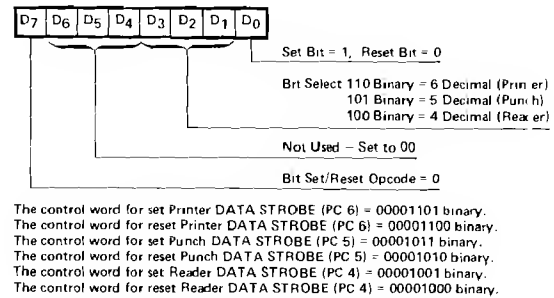 D7 D6 D5 D4 D3 D2 D1 D0
Set Bit = 1, Reset Bit = 0
Bit Select 110 Binary = 6 Decimal (Printer)
101 Binary = 5 Decimal (Punch)
100 Binary = 4 Decimal (Reader)
Not Used – Set to 00
Bit Set/Reset Opcode = 0
The control word for set Printer DATA STROBE (PC 6) = 00001101 binary.
The control word for reset Printer DATA STROBE (PC 6) = 00001100 binary.
The control word for set Punch DATA STROBE (PC 5) = 00001011 binary.
The control word for reset Punch DATA STROBE (PC 5) = 00001010 binary.
The control word for set Reader DATA STROBE (PC 4) = 00001001 binary.
The control word for reset Reader DATA STROBE (PC 4) = 00001000 binary.